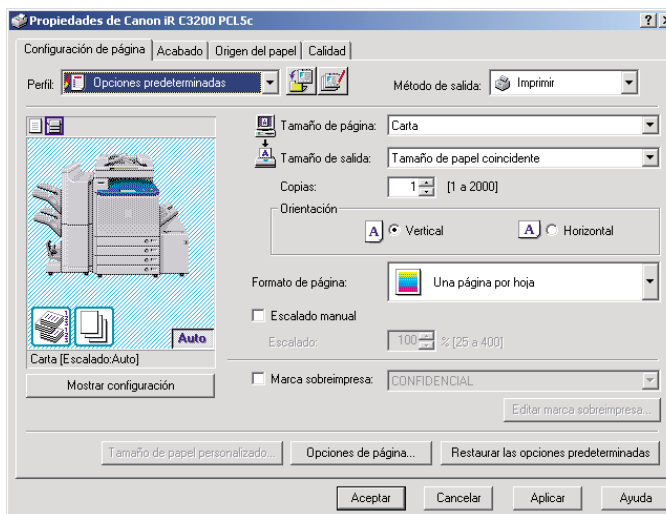 Propiedades de Canon iR C3200 PCL5c
Configuración de página Acabado Origen del papel Calidad
Perfil: Opciones predeterminadas Método de salida: Imprimir
Tamaño de página: Carta
Tamaño de salida: Tamaño de papel coincidente
Copias: 1 [1 a 2000]
Orientación
A Vertical A Horizontal
Formato de página: Una página por hoja
Escalado manual
Auto
Escalado: 100 % [25 a 400]
Carta [Escalado:Auto]
Mostrar configuración
Marca sobreimpresa: CONFIDENCIAL
Editar marca sobreimpresa...
Tamaño de papel personalizado... Opciones de página... Restaurar las opciones predeterminadas
Aceptar Cancelar Aplicar Ayuda